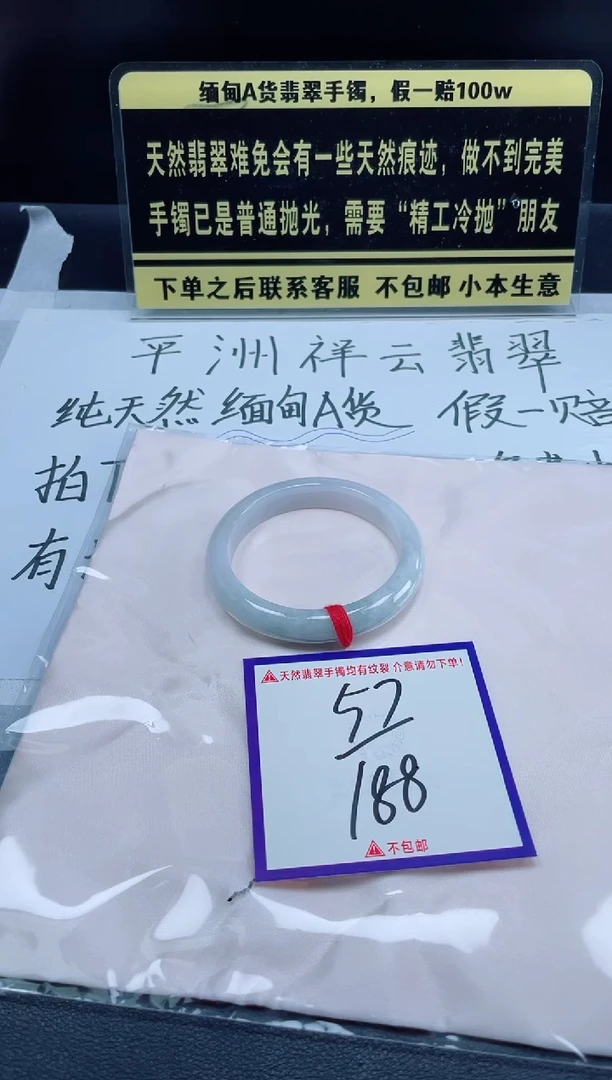 缅甸A货翡翠手镯，假一赔100w
天然翡翠难免会有一些天然痕迹，做不到完美
手镯已是普通抛光，需要“精工冷抛”朋友
下单之后联系客服 不包邮 小本生意
平洲祥云翡翠
纯天然缅甸A货 假一赔
拍
有
天然翡翠手镯均有纹裂 介意请勿下单!
57
188
不包邮